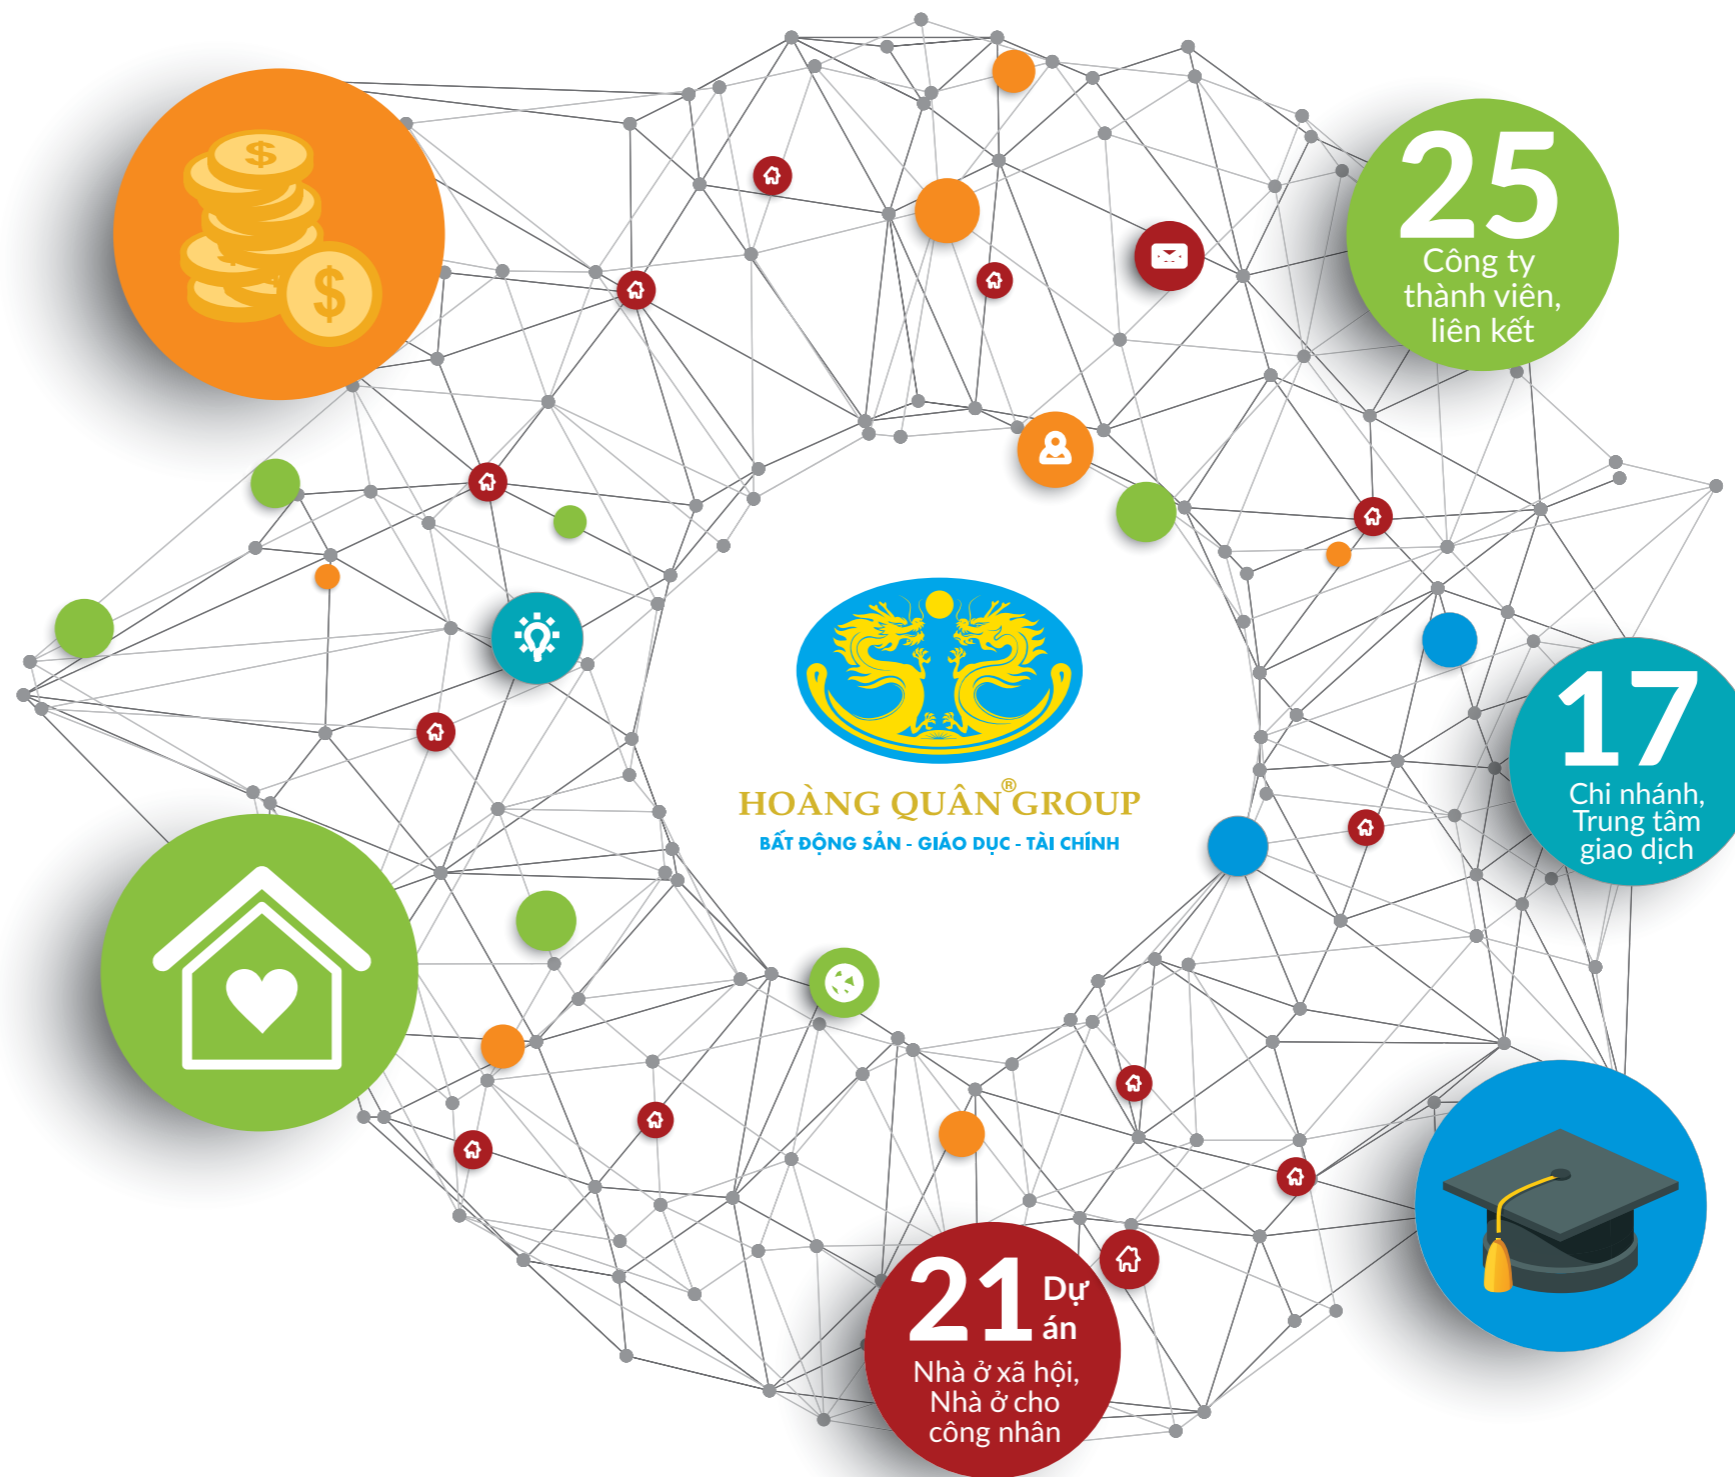 25
Công ty
thành viên,
liên kết
HOÀNG QUÂN® GROUP
BẤT ĐỘNG SẢN - GIÁO DỤC - TÀI CHÍNH
17
Chi nhánh,
Trung tâm
giao dịch
21 Dự
án
Nhà ở xã hội,
Nhà ở cho
công nhân